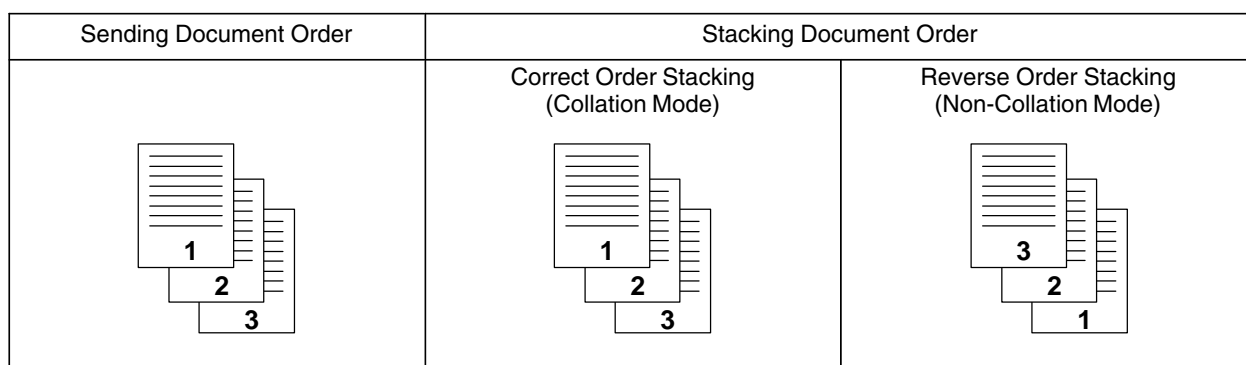 Sending Document Order
Stacking Document Order
Correct Order Stacking
(Collation Mode)
Reverse Order Stacking
(Non-Collation Mode)
1
2
3
1
2
3
3
2
1